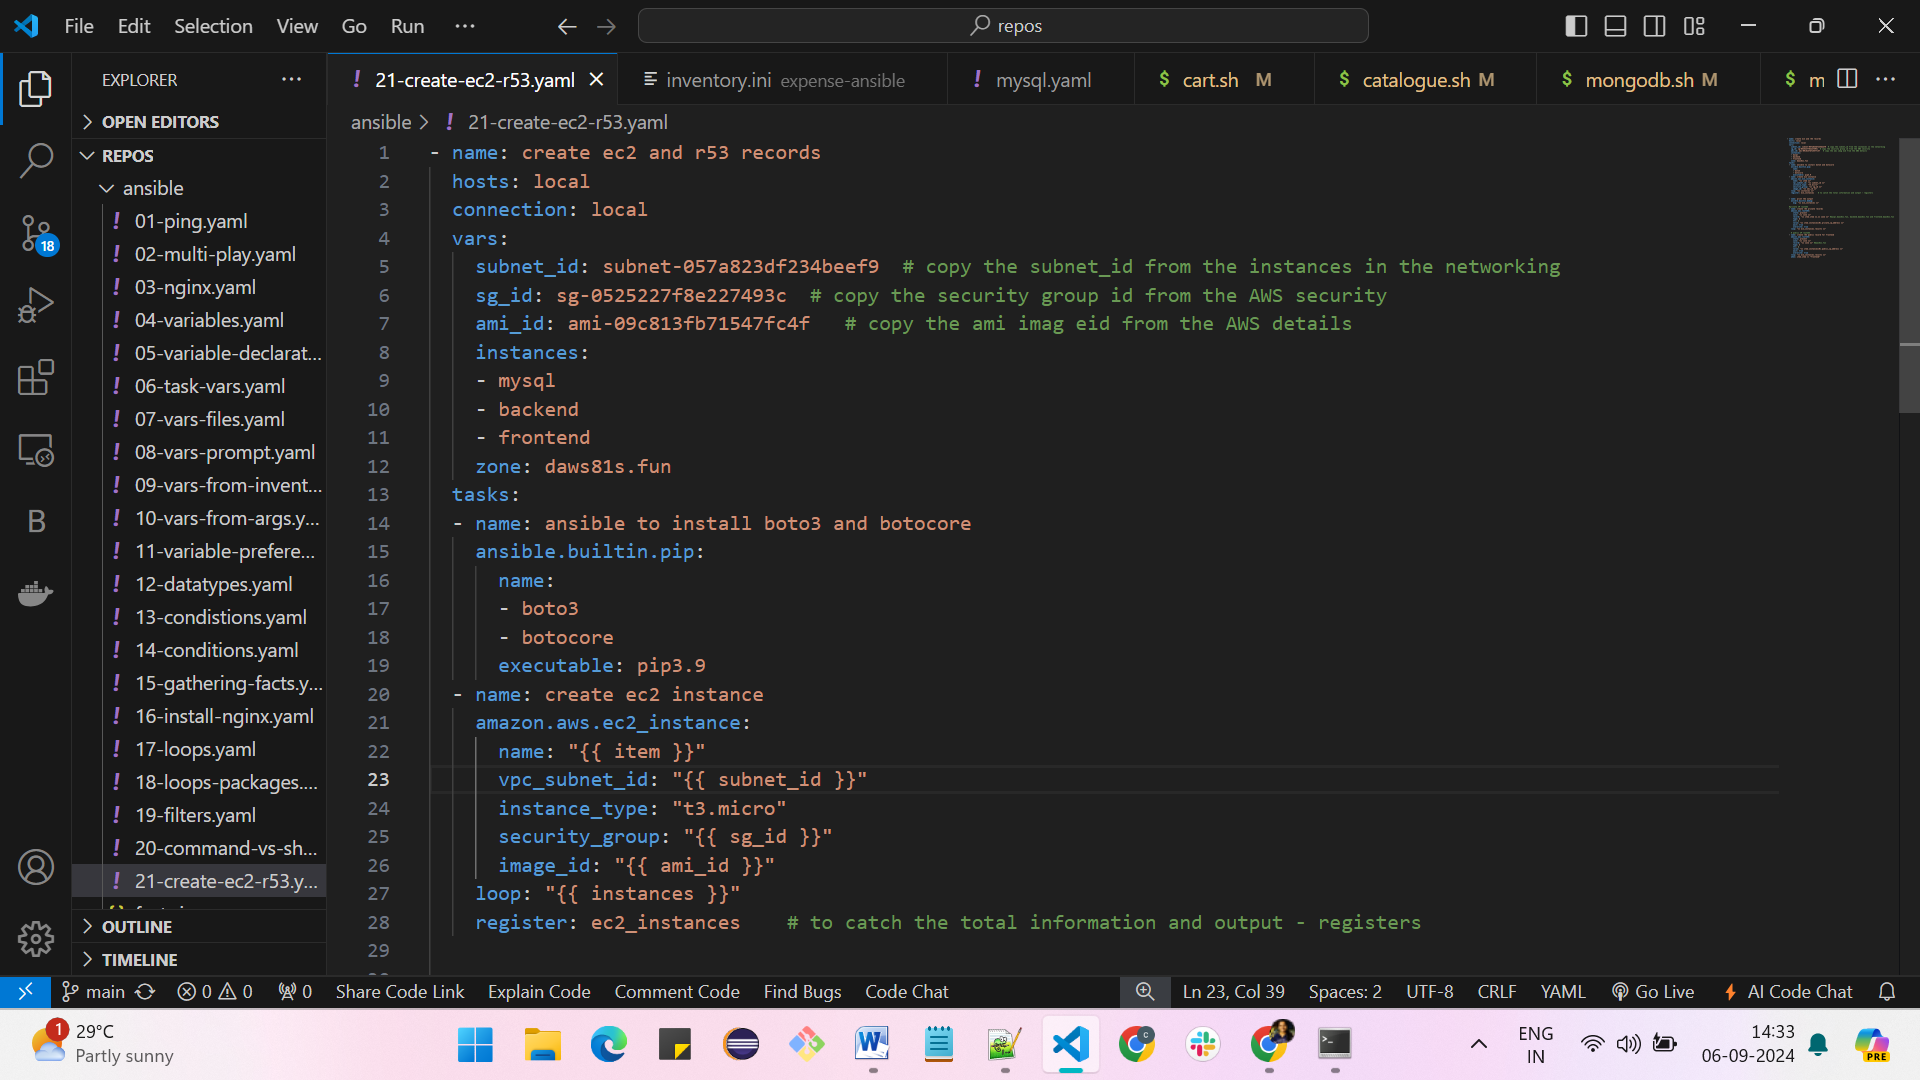 File Edit Selection View Go Run ···
repos
EXPLORER ···
OPEN EDITORS
REPOS
ansible
! 01-ping.yaml
! 02-multi-play.yaml
! 03-nginx.yaml
! 04-variables.yaml
! 05-variable-declarat...
! 06-task-vars.yaml
! 07-vars-files.yaml
! 08-vars-prompt.yaml
! 09-vars-from-invent...
! 10-vars-from-args.y...
! 11-variable-prefere...
! 12-datatypes.yaml
! 13-condistions.yaml
! 14-conditions.yaml
! 15-gathering-facts.y...
! 16-install-nginx.yaml
! 17-loops.yaml
! 18-loops-packages....
! 19-filters.yaml
! 20-command-vs-sh...
! 21-create-ec2-r53.y...
OUTLINE
TIMELINE
18
B
! 21-create-ec2-r53.yaml
inventory.ini expense-ansible
! mysql.yaml
$ cart.sh M
$ catalogue.sh M
$ mongodb.sh M
$ m
ansible > ! 21-create-ec2-r53.yaml
1 - name: create ec2 and r53 records
2 hosts: local
3 connection: local
4 vars:
5 subnet_id: subnet-057a823df234beef9 # copy the subnet_id from the instances in the networking
6 sg_id: sg-0525227f8e227493c # copy the security group id from the AWS security
7 ami_id: ami-09c813fb71547fc4f # copy the ami imag eid from the AWS details
8 instances:
9 - mysql
10 - backend
11 - frontend
12 zone: daws81s.fun
13 tasks:
14 - name: ansible to install boto3 and botocore
15 ansible.builtin.pip:
16 name:
17 - boto3
18 - botocore
19 executable: pip3.9
20 - name: create ec2 instance
21 amazon.aws.ec2_instance:
22 name: "{{ item }}"
23 vpc_subnet_id: "{{ subnet_id }}"
24 instance_type: "t3.micro"
25 security_group: "{{ sg_id }}"
26 image_id: "{{ ami_id }}"
27 loop: "{{ instances }}"
28 register: ec2_instances # to catch the total information and output - registers
29
main 0 0 0 Share Code Link Explain Code Comment Code Find Bugs Code Chat Ln 23, Col 39 Spaces: 2 UTF-8 CRLF YAML Go Live AI Code Chat
1 29°C
Partly sunny
ENG
IN
14:33
06-09-2024
PRE